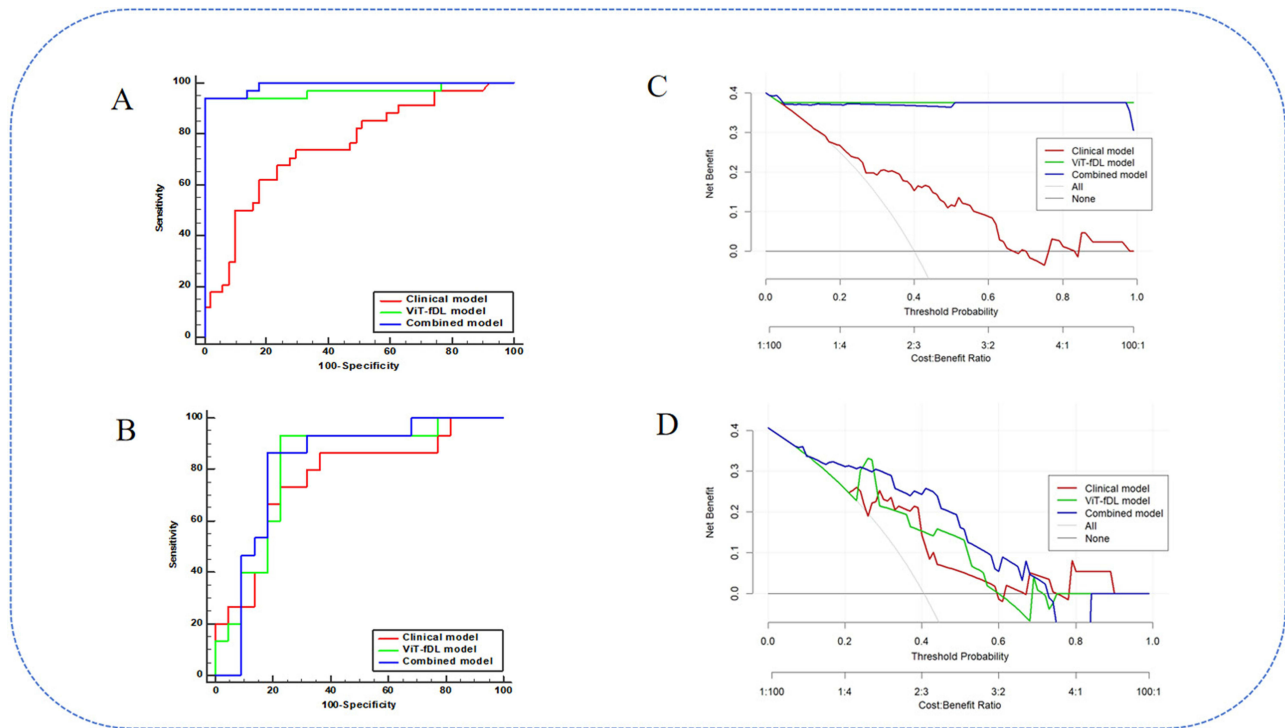 A
100
80
60
40
20
0
Sensitivity
0 20 40 60 80 100
100-Specificity
Clinical model
ViT-fDL model
Combined model
C
0.4
0.3
0.2
0.1
0.0
Net Benefit
Clinical model
ViT-fDL model
Combined model
All
None
0.0 0.2 0.4 0.6 0.8 1.0
Threshold Probability
1:100 1:4 2:3 3:2 4:1 100:1
Cost:Benefit Ratio
B
100
80
60
40
20
0
Sensitivity
0 20 40 60 80 100
100-Specificity
Clinical model
ViT-fDL model
Combined model
D
0.4
0.3
0.2
0.1
0.0
Net Benefit
Clinical model
ViT-fDL model
Combined model
All
None
0.0 0.2 0.4 0.6 0.8 1.0
Threshold Probability
1:100 1:4 2:3 3:2 4:1 100:1
Cost:Benefit Ratio